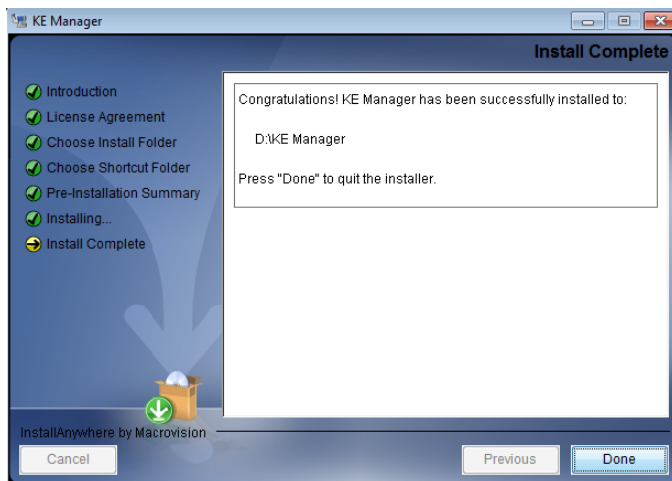 KE Manager
Install Complete
Introduction
License Agreement
Choose Install Folder
Choose Shortcut Folder
Pre-Installation Summary
Installing...
Install Complete
Congratulations! KE Manager has been successfully installed to:
D:\KE Manager
Press "Done" to quit the installer.
InstallAnywhere by Macrovision
Cancel
Previous
Done